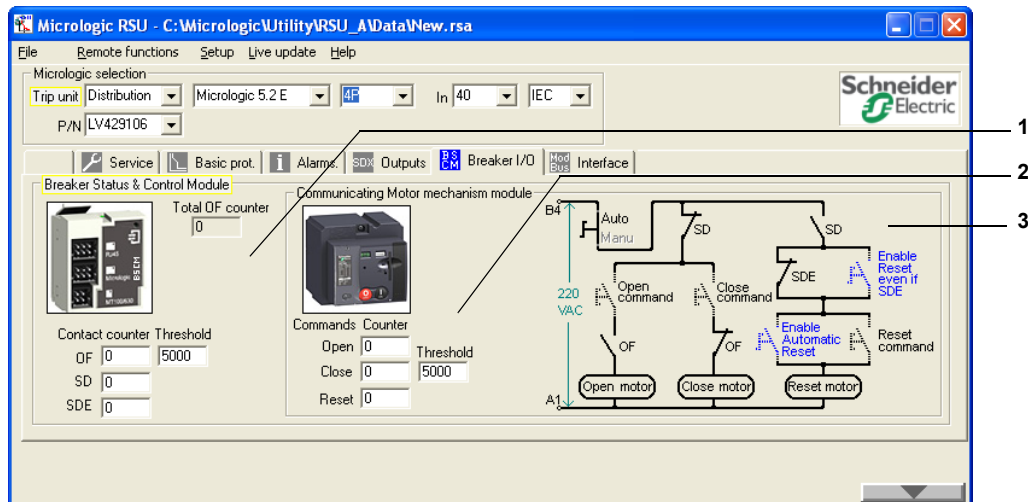 Micrologic RSU - C:\Micrologic\Utility\RSU_A\Data\New.rsa
File Remote functions Setup Live update Help
Micrologic selection
Trip unit Distribution Micrologic 5.2 E 4P In 40 IEC
P/N LV429106
Schneider
Electric
1
Service Basic prot. Alarms. SDX Outputs BSCM Breaker I/O Mod Bus Interface
2
Breaker Status & Control Module
Total OF counter
0
BSCM
Contact counter Threshold
OF 0 5000
SD 0
SDE 0
Communicating Motor mechanism module
Commands Counter
Open 0 Threshold
Close 0 5000
Reset 0
3
B4
Auto
Manu
SD
SD
220
VAC
Open
command
Close
command
SDE
Enable
Reset
even if
SDE
OF
OF
Enable
Automatic
Reset
Reset
command
Open motor
Close motor
Reset motor
A1